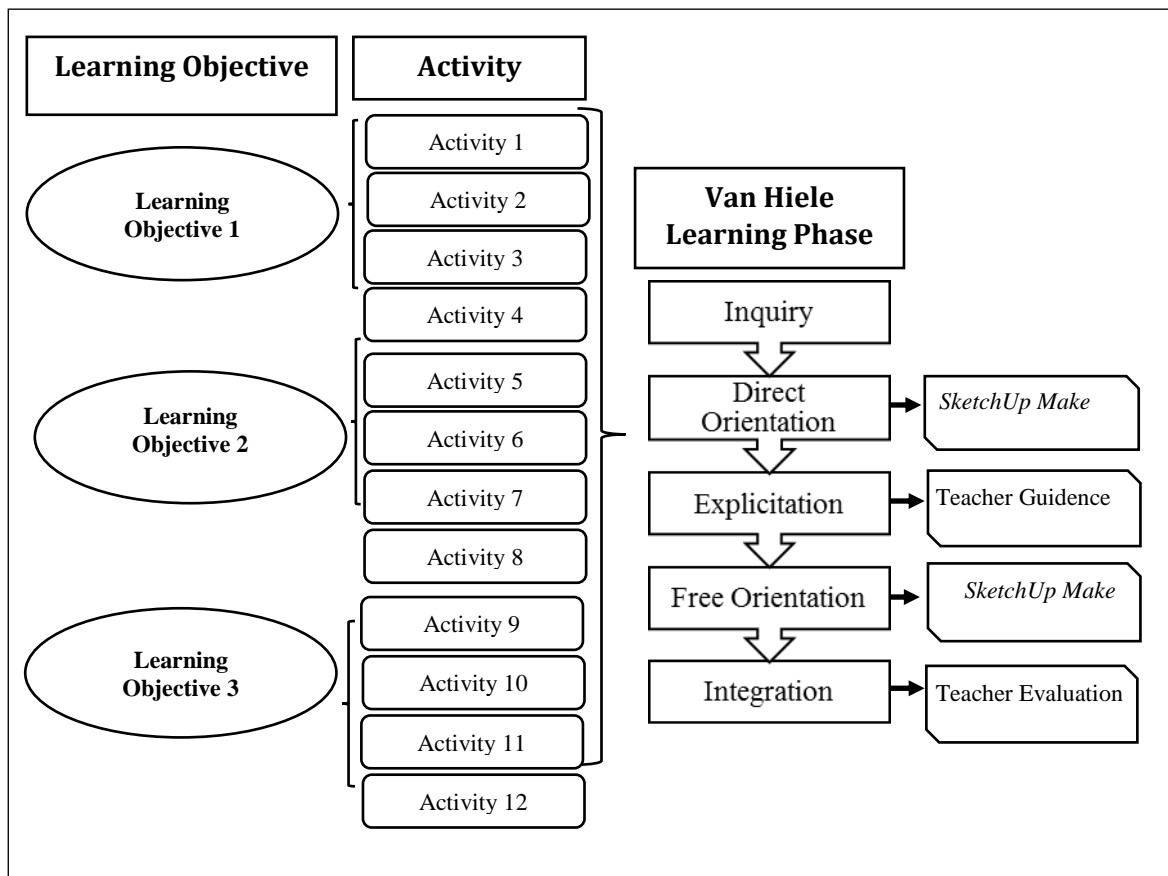 Learning Objective
Activity
Learning
Objective 1
Activity 1
Activity 2
Activity 3
Activity 4
Learning
Objective 2
Activity 5
Activity 6
Activity 7
Activity 8
Learning
Objective 3
Activity 9
Activity 10
Activity 11
Activity 12
Van Hiele
Learning Phase
Inquiry
Direct
Orientation
SketchUp Make
Explicitation
Teacher Guidence
Free Orientation
SketchUp Make
Integration
Teacher Evaluation